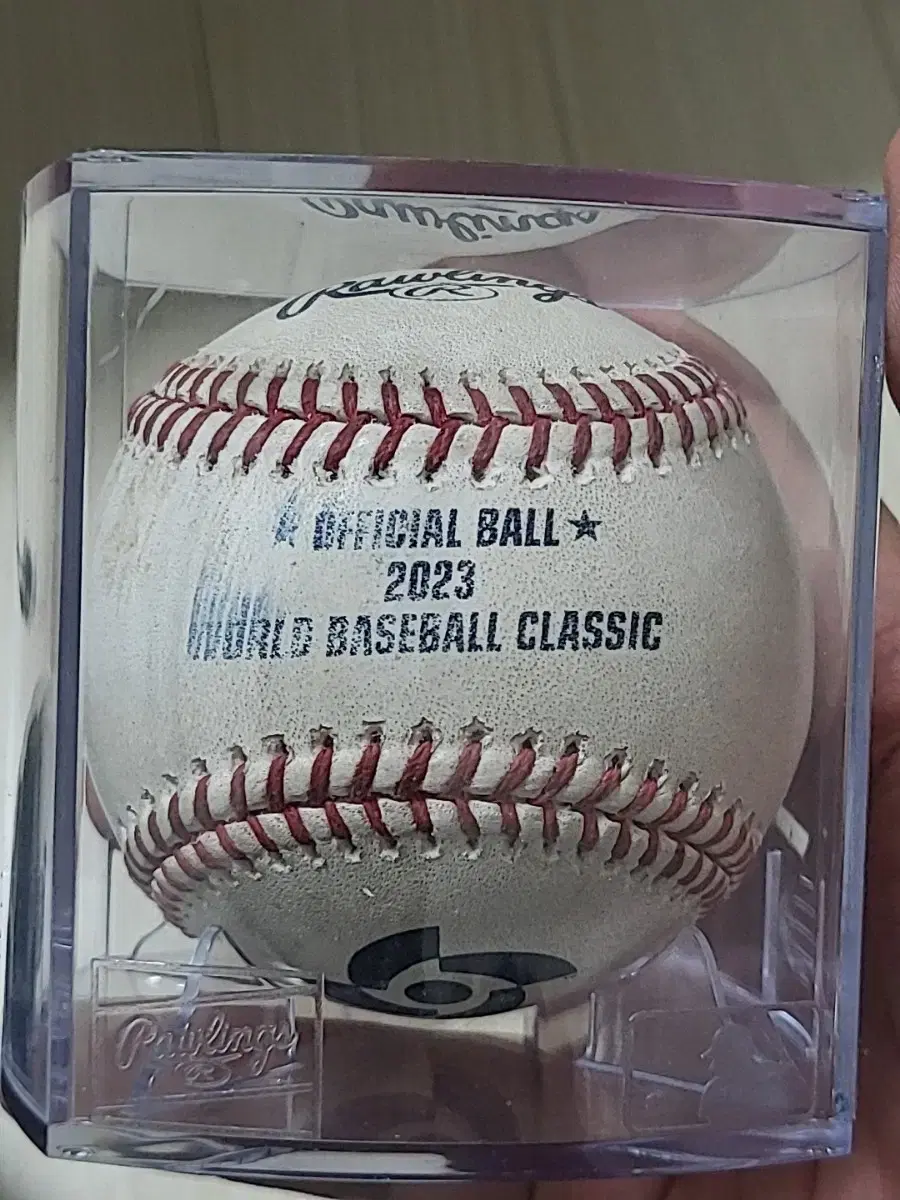 Rawlings
R
★ OFFICIAL BALL ★
2023
WORLD BASEBALL CLASSIC
Rawlings
R